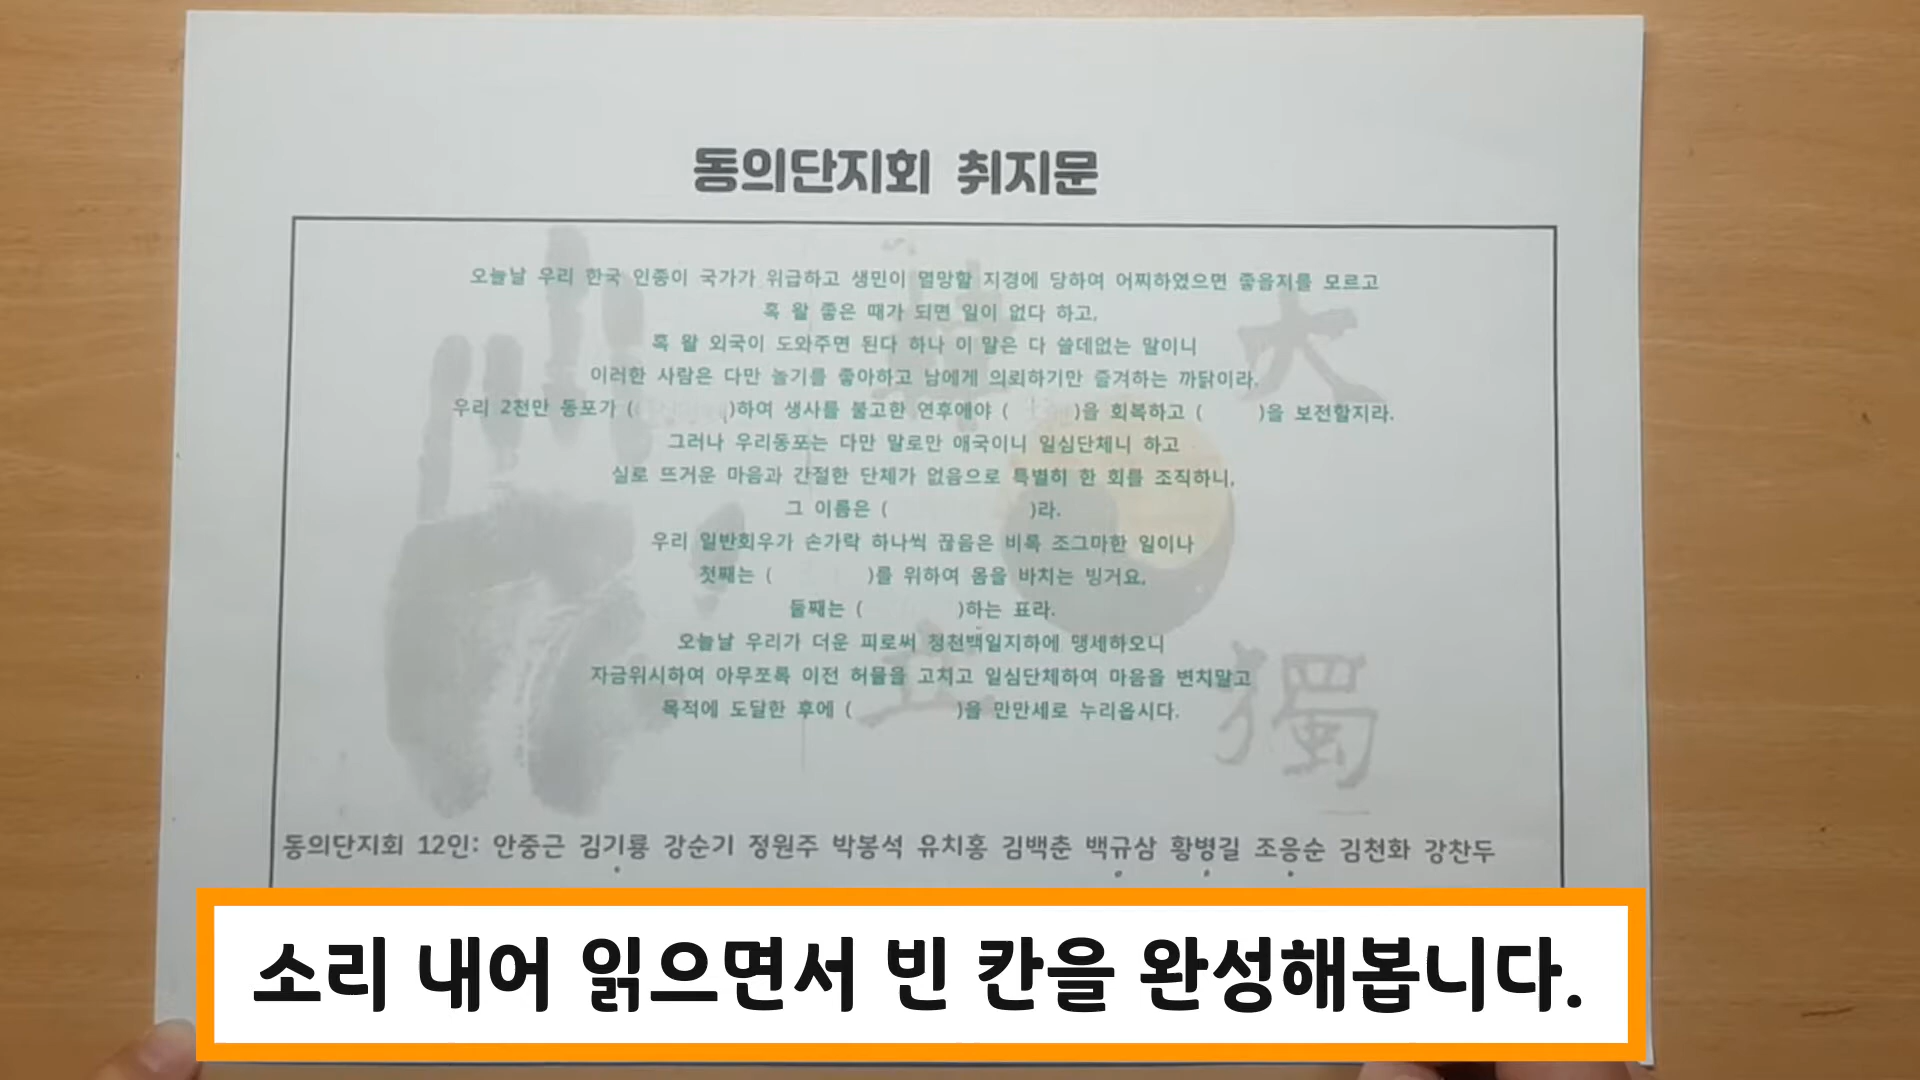 동의단지회 취지문
오늘날 우리 한국 인종이 국가가 위급하고 생민이 멸망할 지경에 당하여 어찌하였으면 좋을지를 모르고
혹 왈 좋은 때가 되면 일이 없다 하고,
혹 왈 외국이 도와주면 된다 하나 이 말은 다 쓸데없는 말이니
이러한 사람은 다만 놀기를 좋아하고 남에게 의뢰하기만 즐겨하는 까닭이라.
우리 2천만 동포가 (          )하여 생사를 불고한 연후에야 (       )을 회복하고 (      )을 보전할지라.
그러나 우리동포는 다만 말로만 애국이니 일심단체니 하고
실로 뜨거운 마음과 간절한 단체가 없음으로 특별히 한 회를 조직하니,
그 이름은 (               )라.
우리 일반회우가 손가락 하나씩 끊음은 비록 조그마한 일이나
첫째는 (          )를 위하여 몸을 바치는 빙거요,
둘째는 (          )하는 표라.
오늘날 우리가 더운 피로써 청천백일지하에 맹세하오니
자금위시하여 아무쪼록 이전 허물을 고치고 일심단체하여 마음을 변치말고
목적에 도달한 후에 (           )을 만만세로 누리옵시다.
大韓
獨立
동의단지회 12인: 안중근 김기룡 강순기 정원주 박봉석 유치홍 김백춘 백규삼 황병길 조응순 김천화 강찬두
소리 내어 읽으면서 빈 칸을 완성해봅니다.